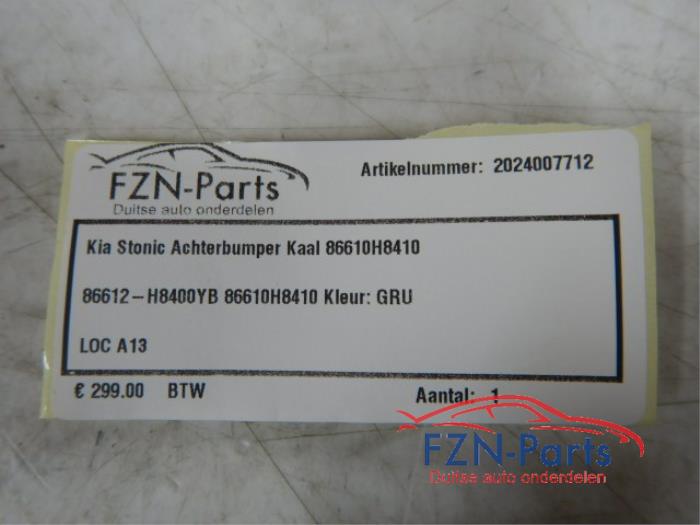 FZN-Parts
Duitse auto onderdelen
Artikelnummer: 2024007712
Kia Stonic Achterbumper Kaal 86610H8410
86612-H8400YB 86610H8410 Kleur: GRU
LOC A13
€ 299.00 BTW
Aantal: 1
FZN-Parts
Duitse auto onderdelen